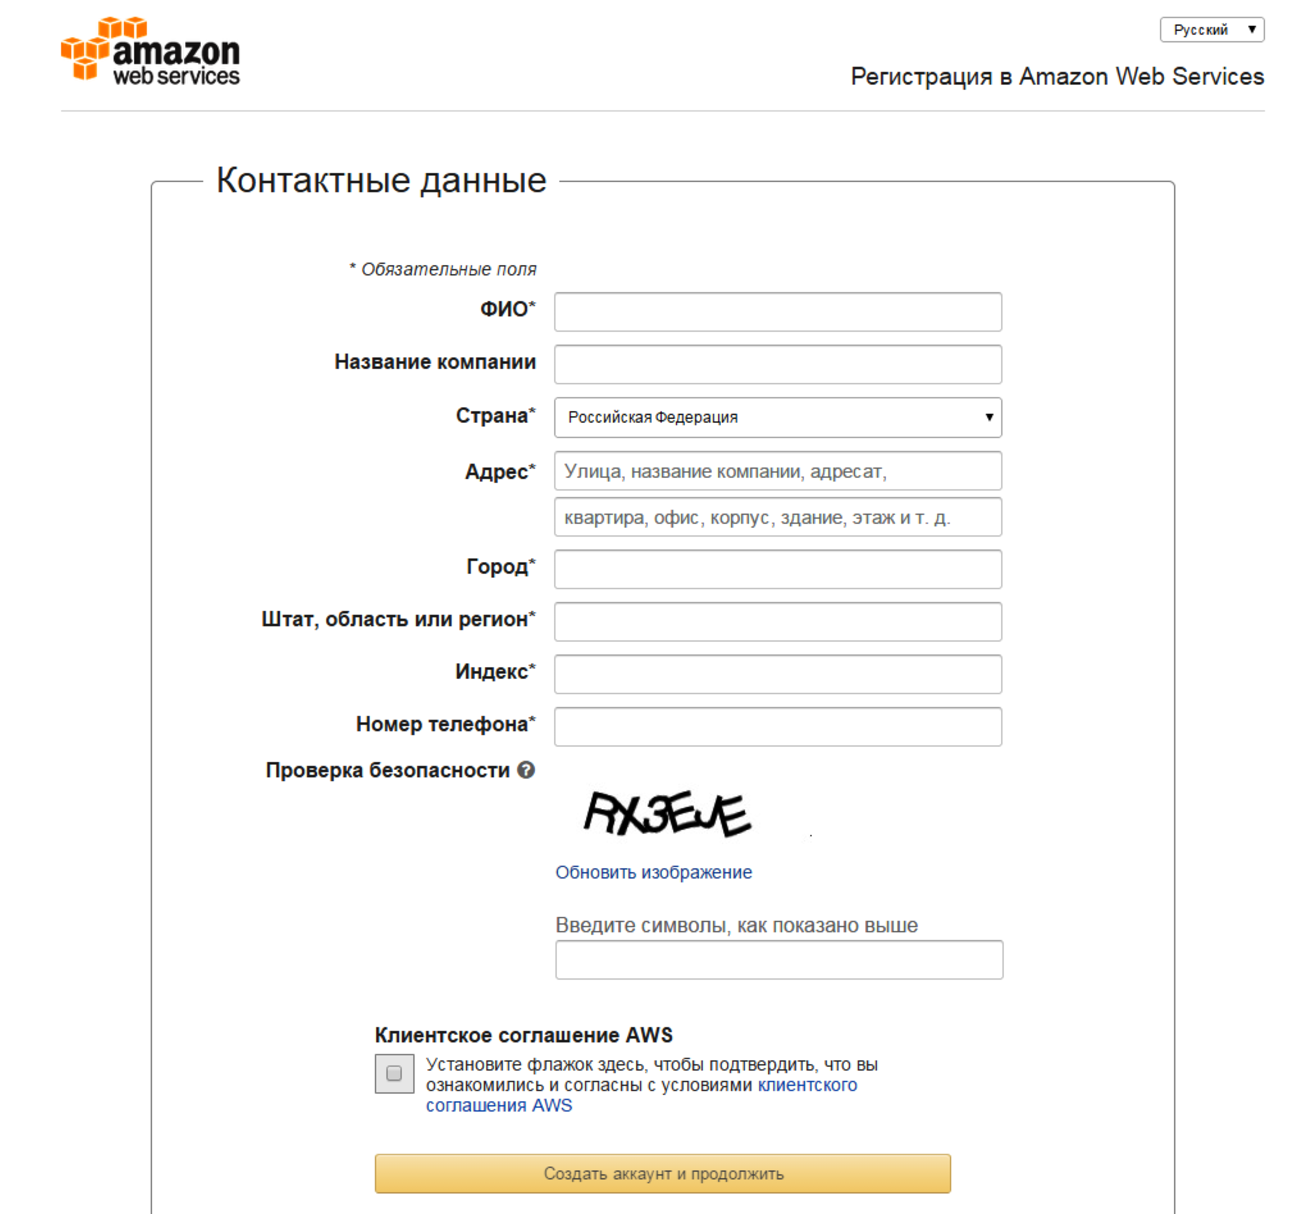 amazon
web services
Русский
Регистрация в Amazon Web Services
Контактные данные
* Обязательные поля
ФИО*
Название компании
Страна*
Российская Федерация
Адрес*
Улица, название компании, адресат,
квартира, офис, корпус, здание, этаж и т. д.
Город*
Штат, область или регион*
Индекс*
Номер телефона*
Проверка безопасности ?
RX3EJE
Обновить изображение
Введите символы, как показано выше
Клиентское соглашение AWS
Установите флажок здесь, чтобы подтвердить, что вы
ознакомились и согласны с условиями клиентского
соглашения AWS
Создать аккаунт и продолжить